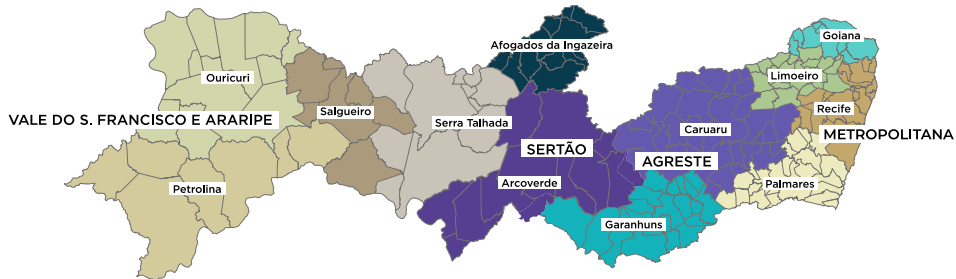 Goiana
Afogados da Ingazeira
Ouricuri
Limoeiro
Salgueiro
Recife
VALE DO S. FRANCISCO E ARARIPE
Serra Talhada
Caruaru
METROPOLITANA
SERTÃO
AGRESTE
Petrolina
Arcoverde
Palmares
Garanhuns